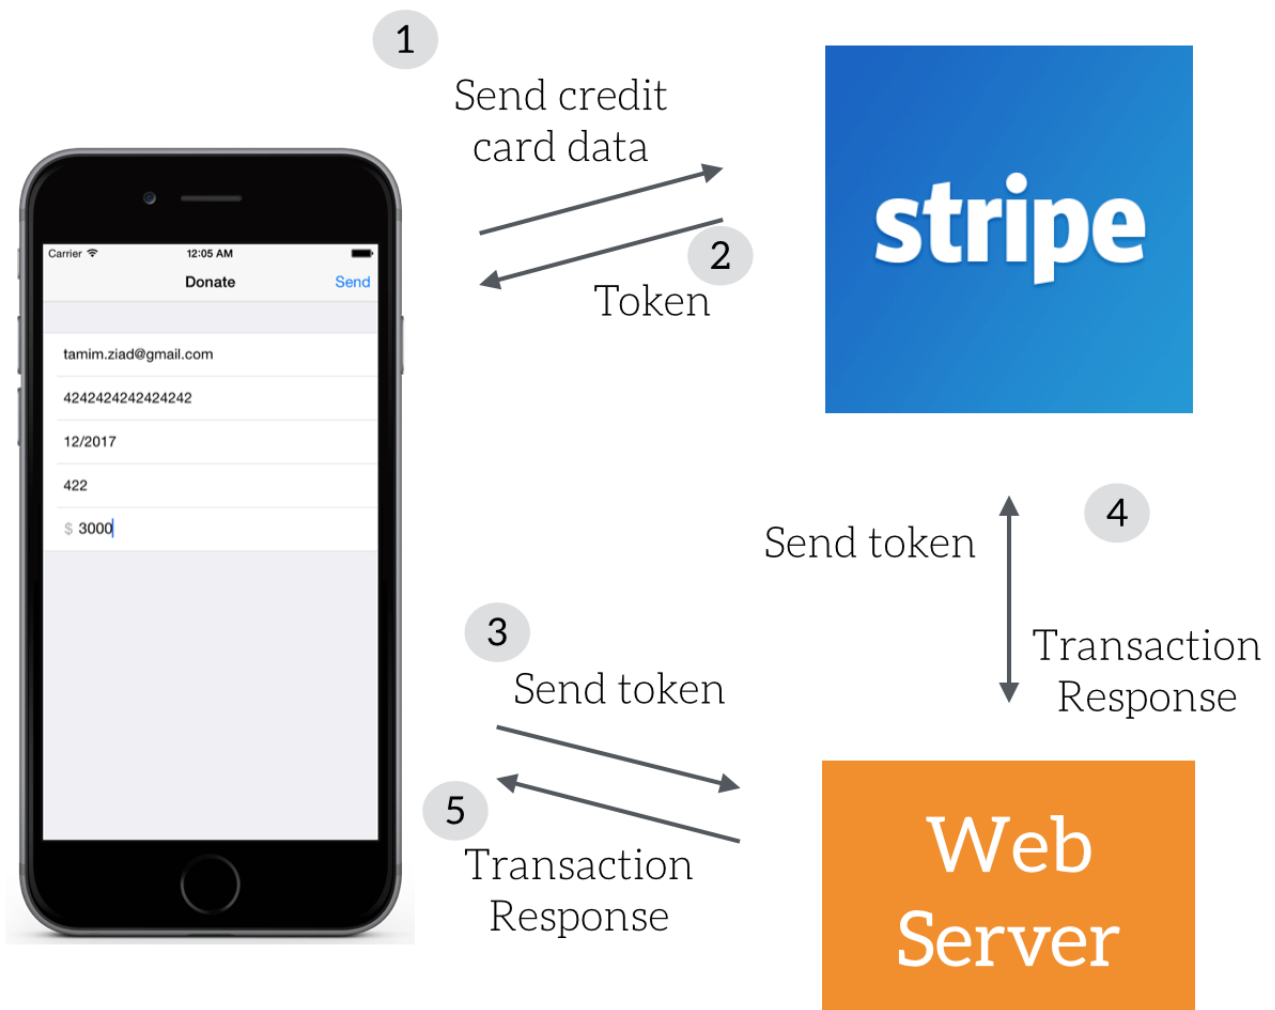 1
Send credit
card data
stripe
2
Token
Carrier
12:05 AM
Donate
Send
tamim.ziad@gmail.com
4242424242424242
12/2017
422
$ 3000
4
Send token
Transaction
Response
3
Send token
5
Transaction
Response
Web
Server